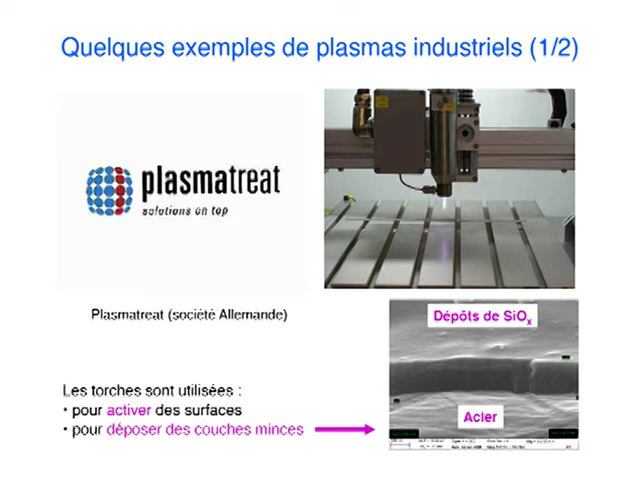 Quelques exemples de plasmas industriels (1/2)
plasmatreat
solutions on top
Plasmatreat (société Allemande)
Dépôts de SiOx
Les torches sont utilisées :
• pour activer des surfaces
• pour déposer des couches minces
Acier